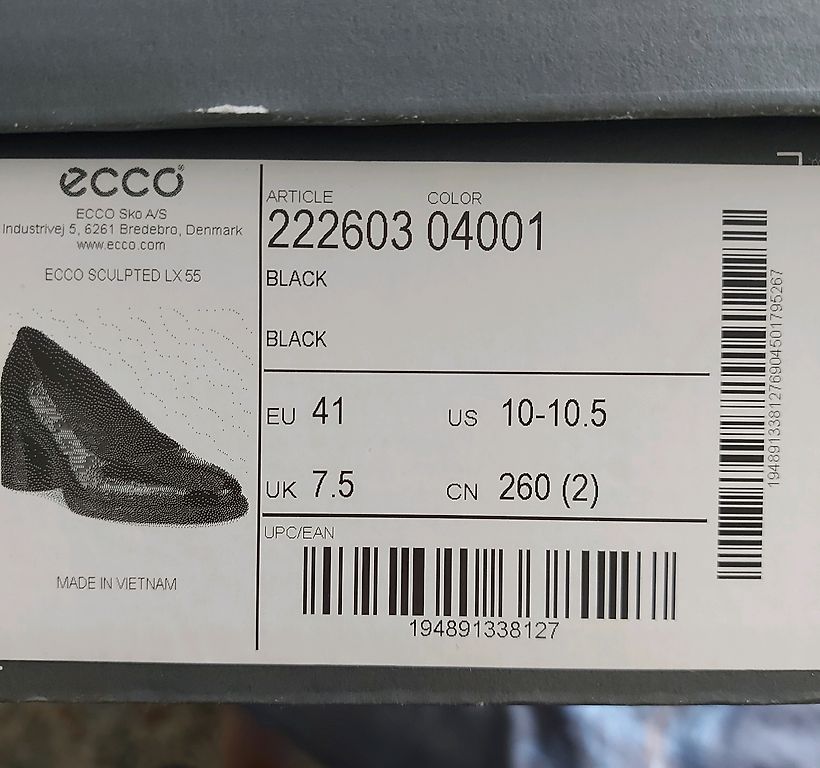 ecco®
ECCO Sko A/S
Industrivej 5, 6261 Bredebro, Denmark
www.ecco.com
ECCO SCULPTED LX 55
MADE IN VIETNAM
ARTICLE COLOR
222603 04001
BLACK
BLACK
EU 41 US 10-10.5
UK 7.5 CN 260 (2)
UPC/EAN
194891338127
19489133812769045017952​67